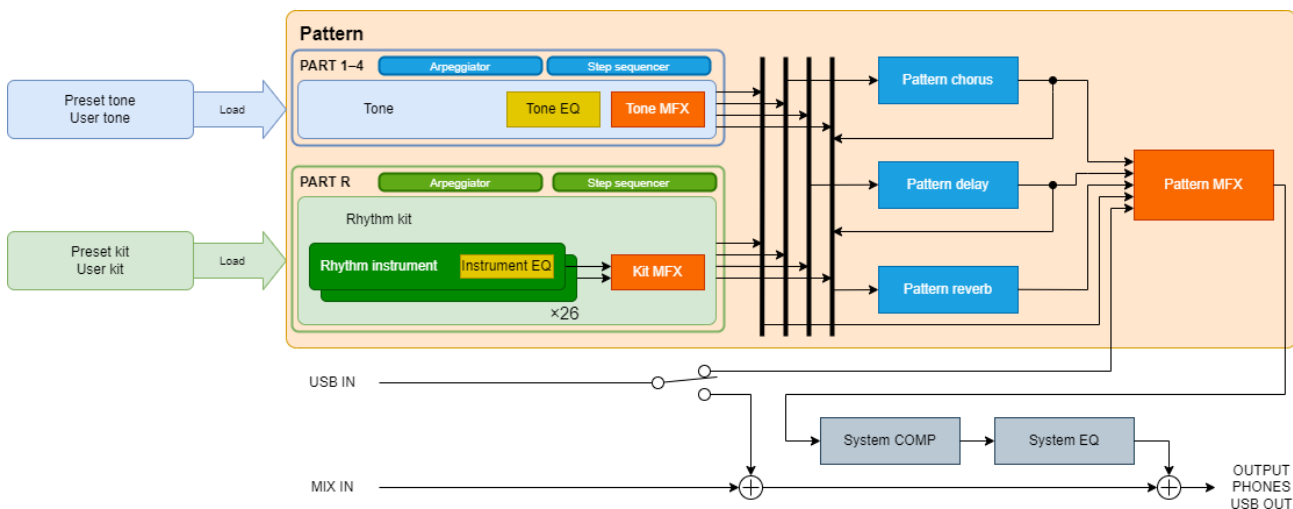 Pattern
PART 1–4
Arpeggiator
Step sequencer
Preset tone
User tone
Load
Tone
Tone EQ
Tone MFX
Pattern chorus
PART R
Arpeggiator
Step sequencer
Pattern delay
Pattern MFX
Rhythm kit
Preset kit
User kit
Load
Rhythm instrument
Instrument EQ
Kit MFX
Pattern reverb
×26
USB IN
System COMP
System EQ
MIX IN
OUTPUT
PHONES
USB OUT